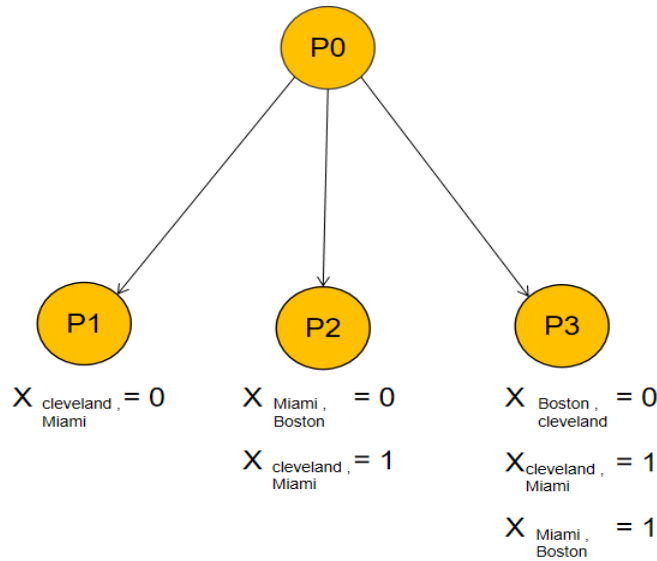 P0
P1
P2
P3
X cleveland , = 0
Miami
X Miami , = 0
Boston
X cleveland , = 1
Miami
X Boston , = 0
cleveland
X cleveland , = 1
Miami
X Miami , = 1
Boston